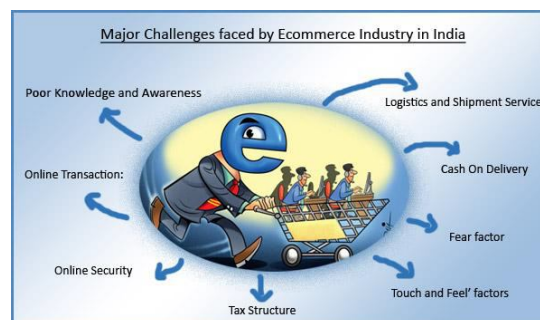 Major Challenges faced by Ecommerce Industry in India
Poor Knowledge and Awareness
Logistics and Shipment Service
Online Transaction:
Cash On Delivery
Fear factor
Online Security
Touch and Feel' factors
Tax Structure
e